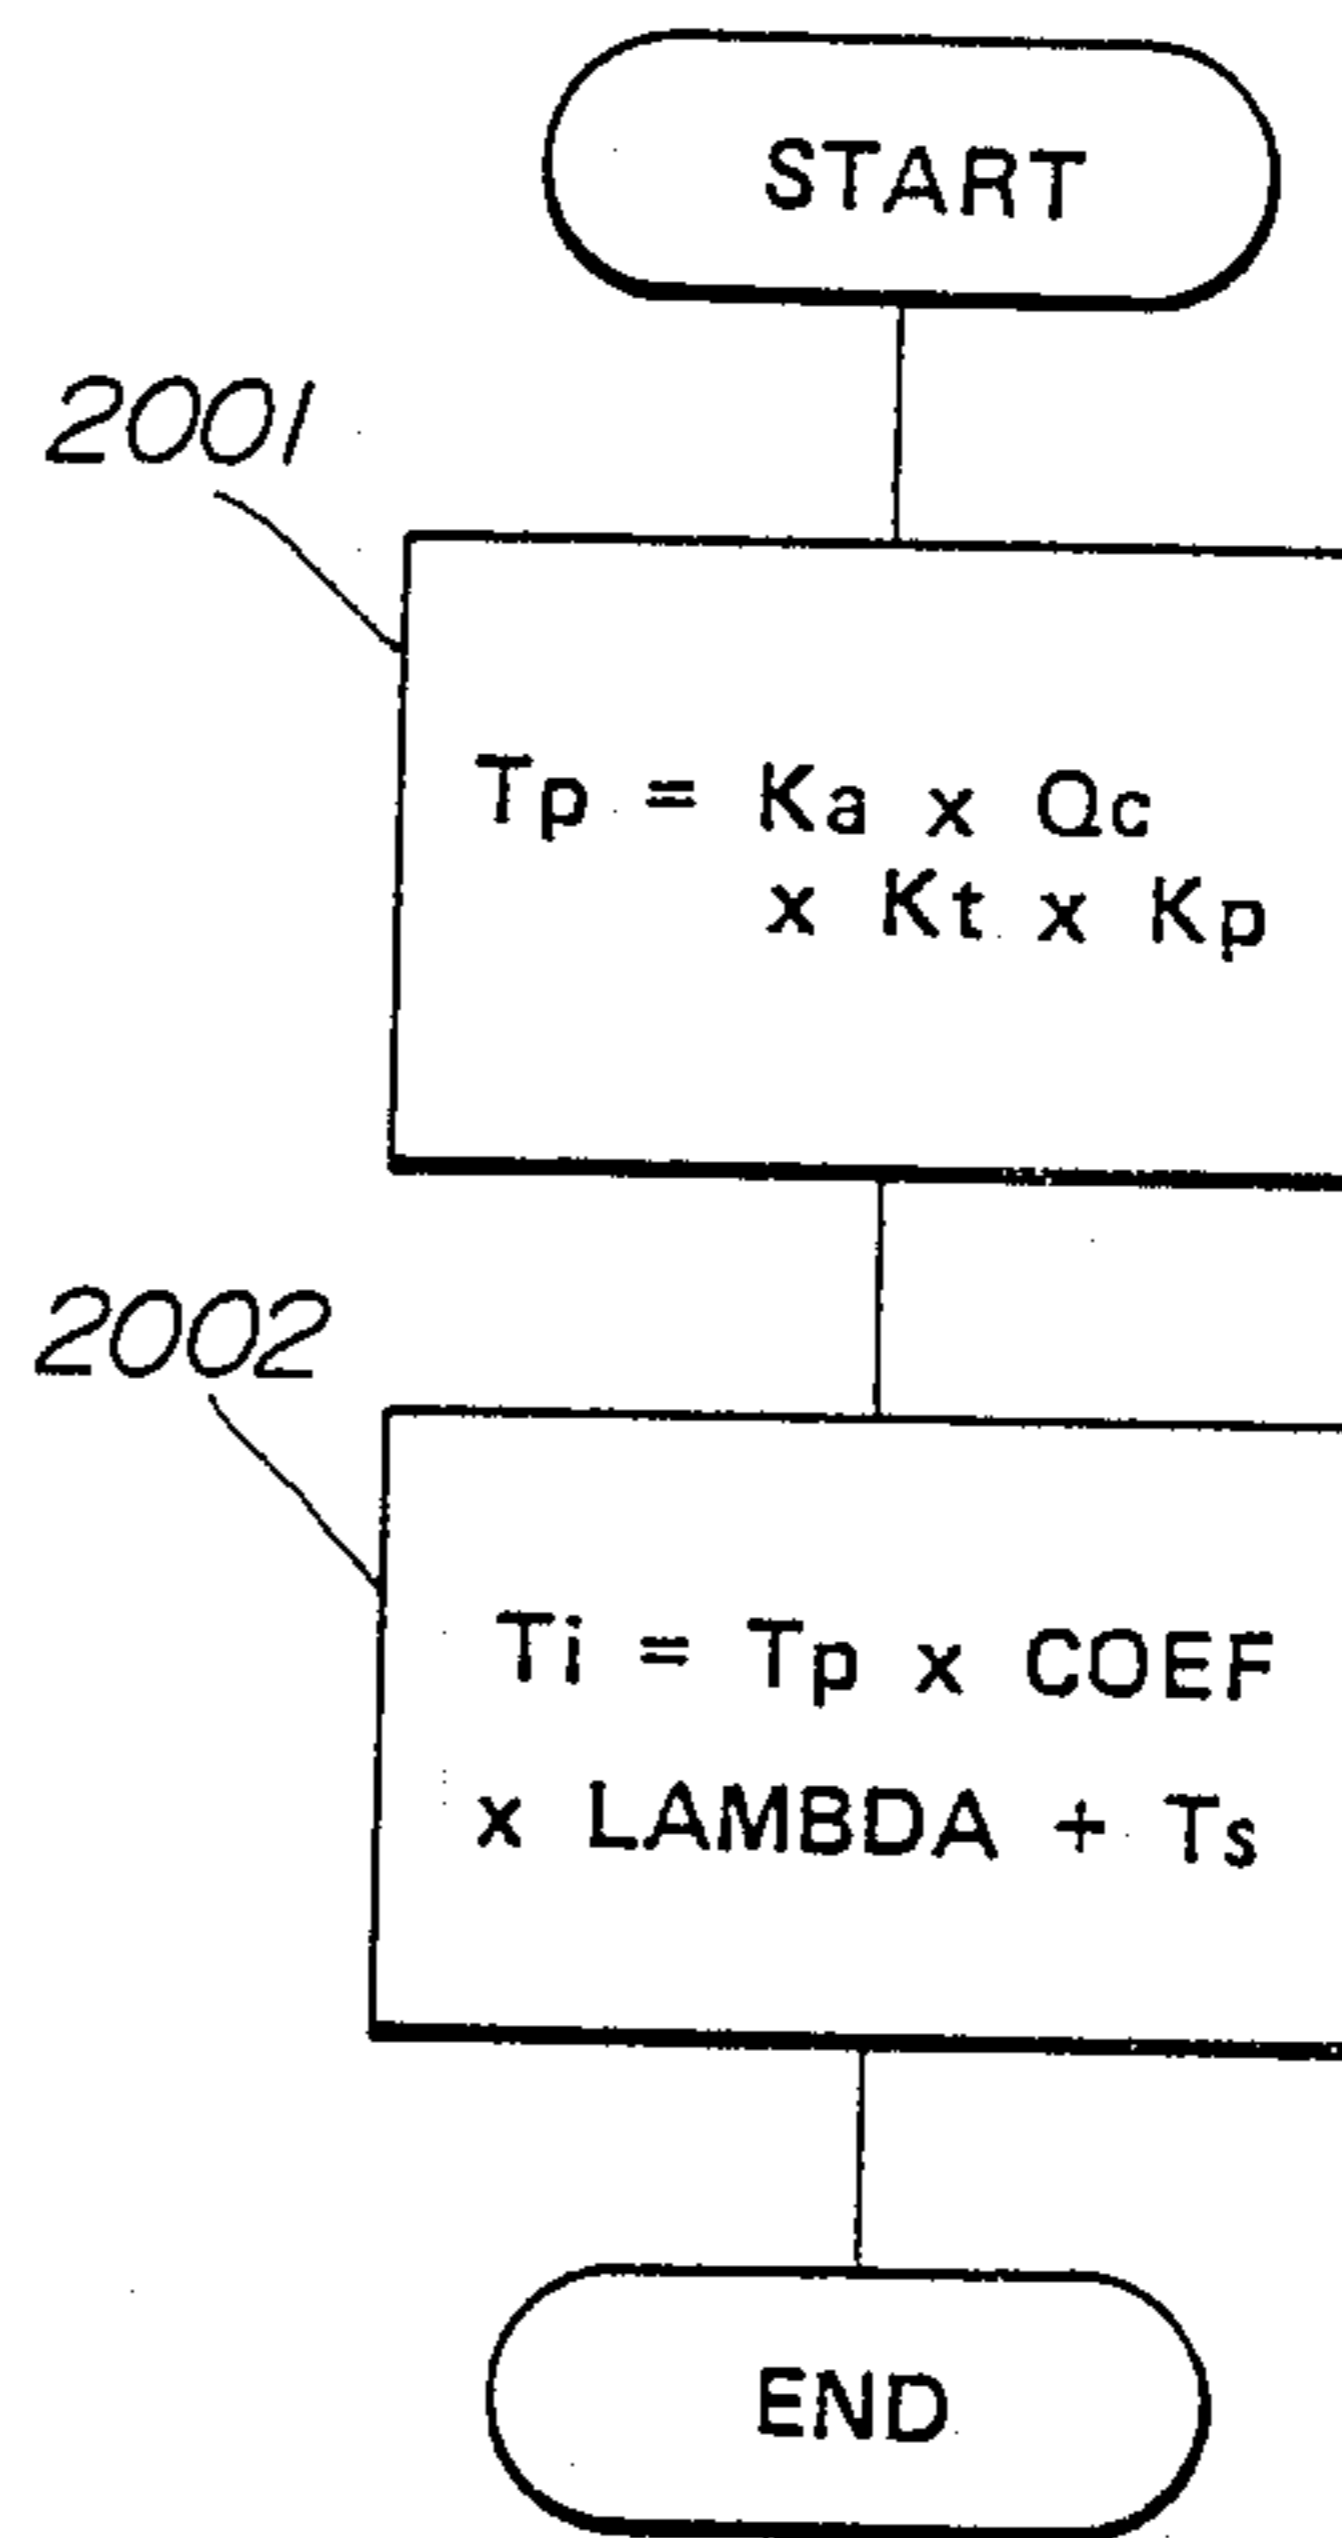 START
2001
Tp = Ka x Qc
x Kt x Kp
2002
Ti = Tp x COEF
x LAMBDA + Ts
END